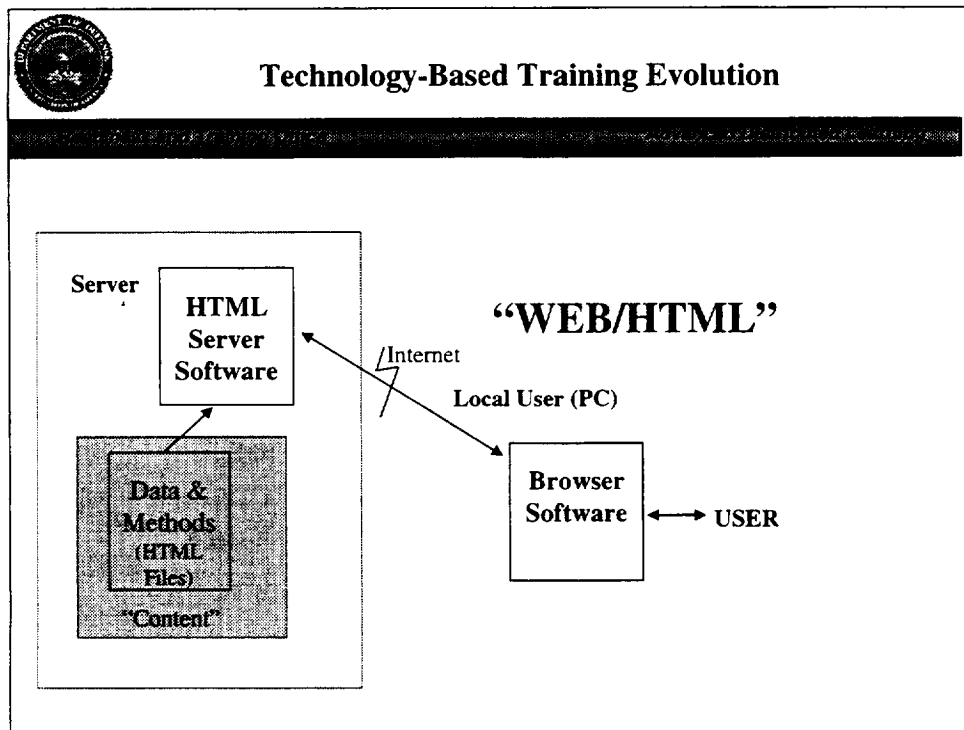 Technology-Based Training Evolution
Server
HTML
Server
Software
"WEB/HTML"
Internet
Local User (PC)
Data &
Methods
(HTML
Files)
"Content"
Browser
Software
USER